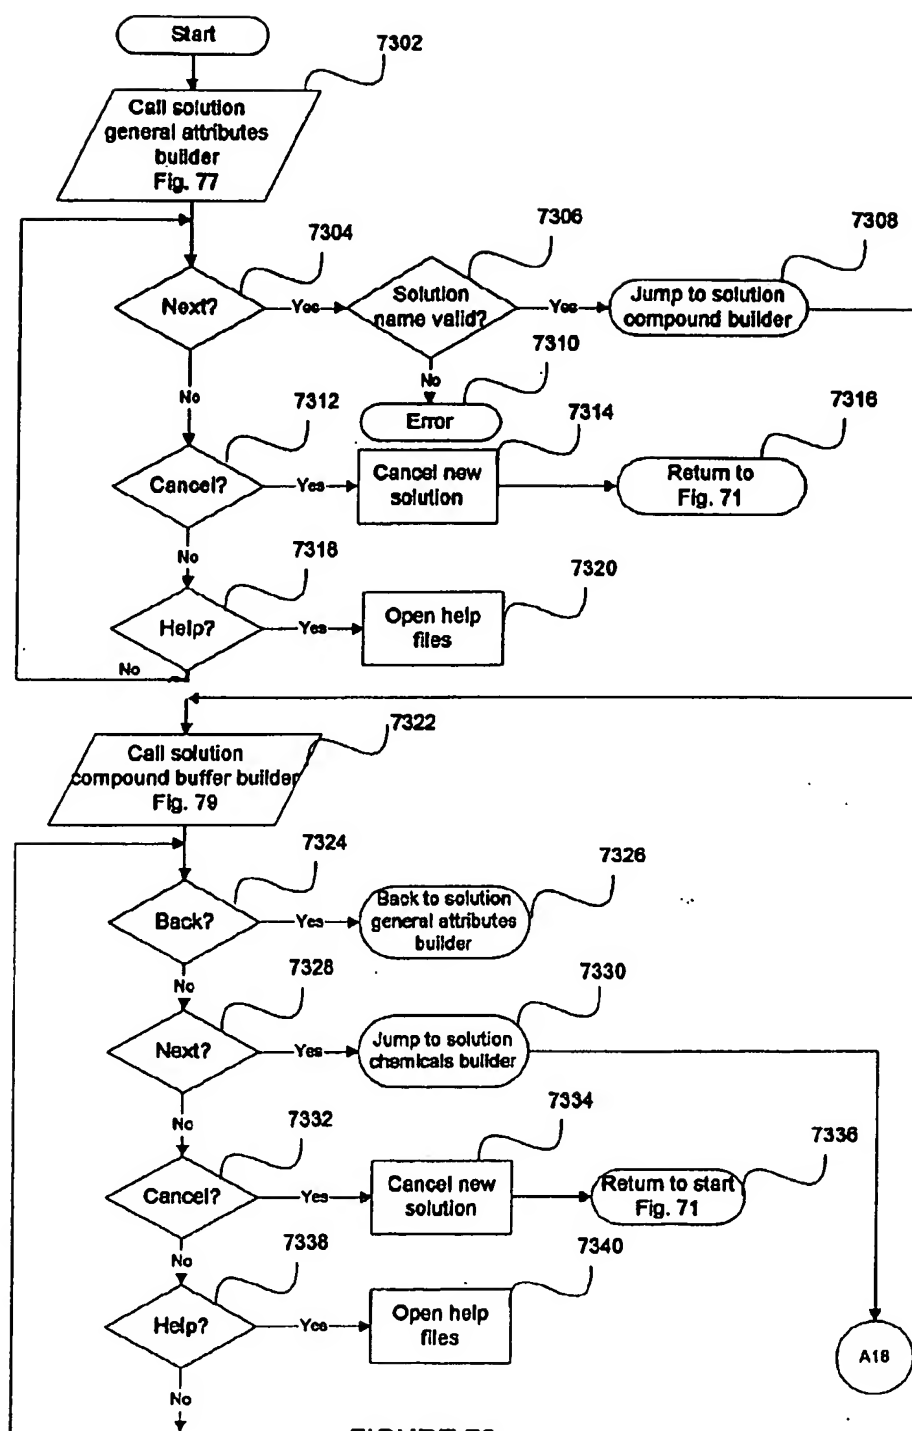 Start
7302
Call solution
general attributes
builder
Fig. 77
7304
7306
7308
Next?
Yes
Solution
name valid?
Yes
Jump to solution
compound builder
No
7310
Error
No
7312
7314
7316
Cancel?
Yes
Cancel new
solution
Return to
Fig. 71
No
7318
7320
Help?
Yes
Open help
files
No
7322
Call solution
compound buffer builder
Fig. 79
7324
7326
Back?
Yes
Back to solution
general attributes
builder
No
7328
7330
Next?
Yes
Jump to solution
chemicals builder
No
7332
7334
7336
Cancel?
Yes
Cancel new
solution
Return to start
Fig. 71
No
7338
7340
Help?
Yes
Open help
files
A18
No